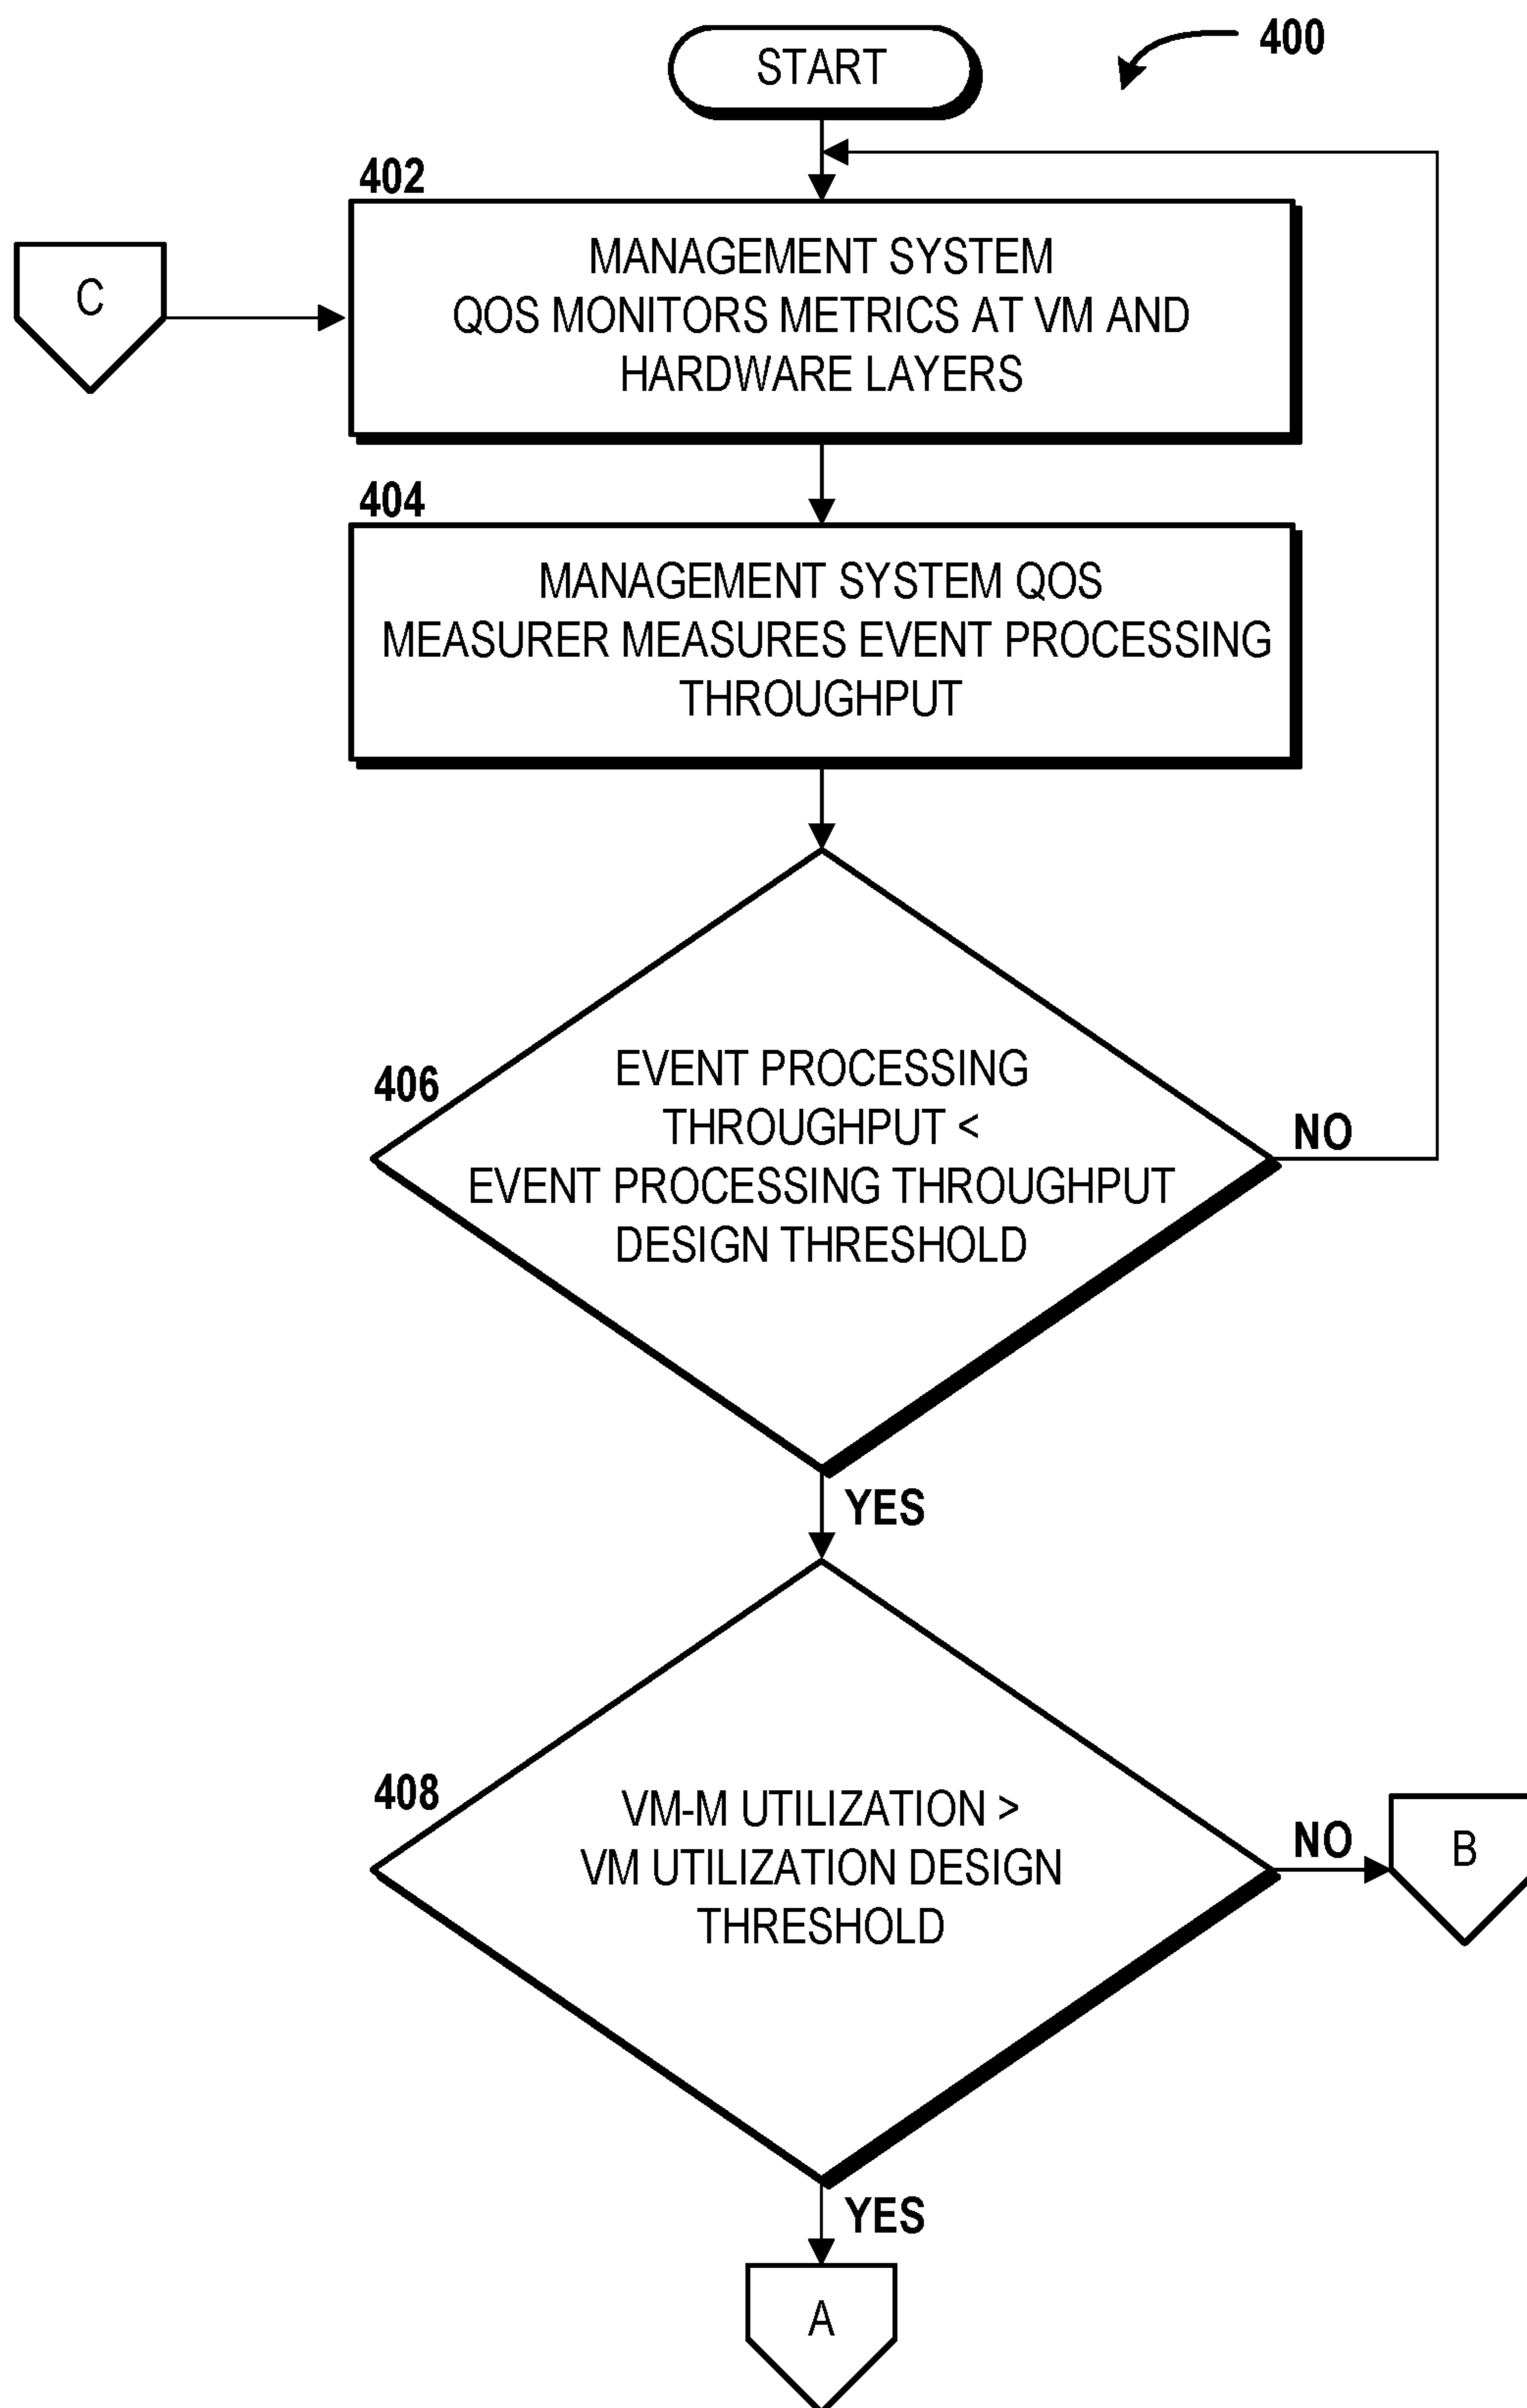 START
400
402
MANAGEMENT SYSTEM
QOS MONITORS METRICS AT VM AND
HARDWARE LAYERS
C
404
MANAGEMENT SYSTEM QOS
MEASURER MEASURES EVENT PROCESSING
THROUGHPUT
406
EVENT PROCESSING
THROUGHPUT <
EVENT PROCESSING THROUGHPUT
DESIGN THRESHOLD
NO
YES
408
VM-M UTILIZATION >
VM UTILIZATION DESIGN
THRESHOLD
NO
B
YES
A